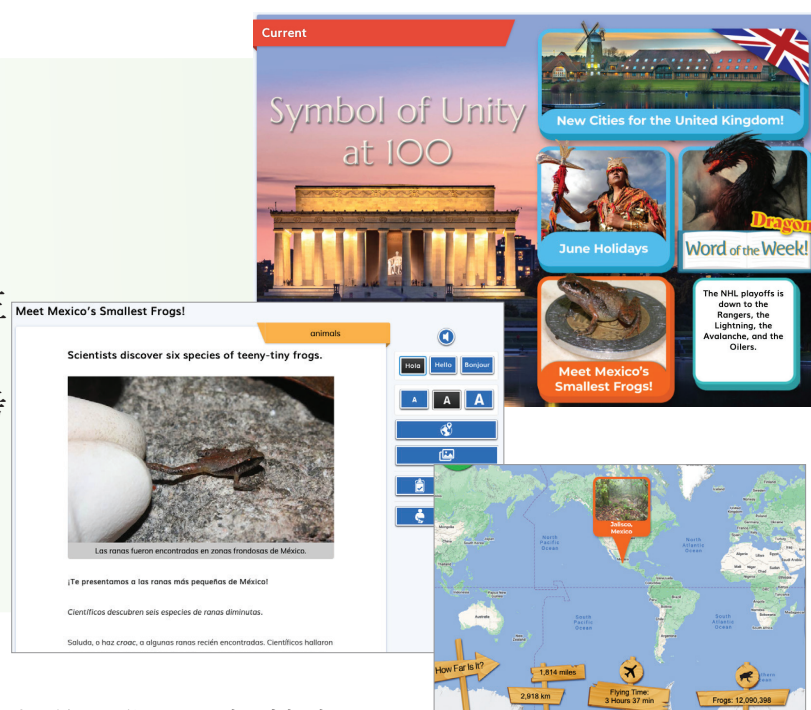 Current
Symbol of Unity
at 100
New Cities for the United Kingdom!
June Holidays
Dragon
Word of the Week!
Meet Mexico's
Smallest Frogs!
The NHL playoffs is
down to the
Rangers, the
Lightning, the
Avalanche, and the
Oilers.
Meet Mexico's Smallest Frogs!
animals
Scientists discover six species of teeny-tiny frogs.
Hola
Hello
Bonjour
A
A
A
Las ranas fueron encontradas en zonas frondosas de México.
¡Te presentamos a las ranas más pequeñas de México!
Científicos descubren seis especies de ranas diminutas.
Saluda, o haz croac, a algunas ranas recién encontradas. Científicos hallaron
Jalisco,
Mexico
North
Pacific
Ocean
North
Atlantic
Ocean
South
Pacific
Ocean
South
Atlantic
Ocean
Australia
How Far Is It?
1,814 miles
2,918 km
Flying Time:
3 Hours 37 min
Frogs: 12,090,398